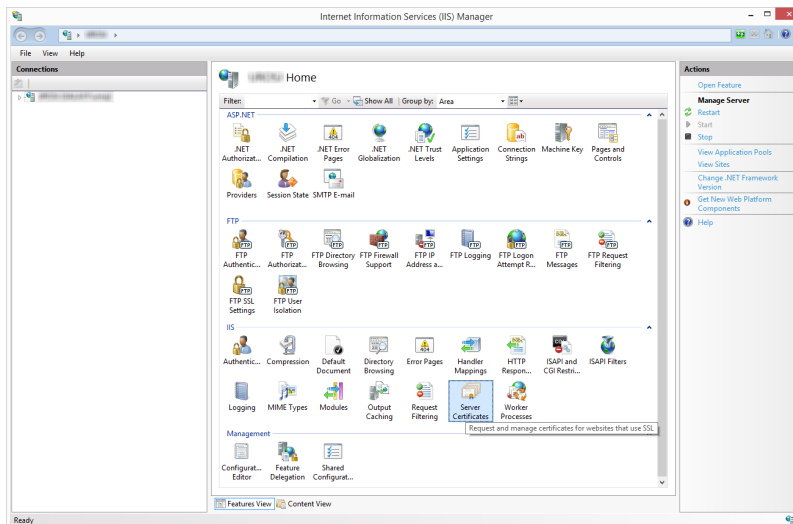 Internet Information Services (IIS) Manager
File View Help
Connections
Home
Filter: Go Show All Group by: Area
ASP.NET
.NET Authorizat... .NET Compilation .NET Error Pages .NET Globalization .NET Trust Levels Application Settings Connection Strings Machine Key Pages and Controls
Providers Session State SMTP E-mail
FTP
FTP Authentic... FTP Authorizat... FTP Directory Browsing FTP Firewall Support FTP IP Address a... FTP Logging FTP Logon Attempt R... FTP Messages FTP Request Filtering
FTP SSL Settings FTP User Isolation
IIS
Authentic... Compression Default Document Directory Browsing Error Pages Handler Mappings HTTP Respon... ISAPI and CGI Restri... ISAPI Filters
Logging MIME Types Modules Output Caching Request Filtering Server Certificates Worker Processes
Request and manage certificates for websites that use SSL
Management
Configurat... Editor Feature Delegation Shared Configurat...
Features View Content View
Ready
Actions
Open Feature
Manage Server
Restart
Start
Stop
View Application Pools
View Sites
Change .NET Framework
Version
Get New Web Platform
Components
Help